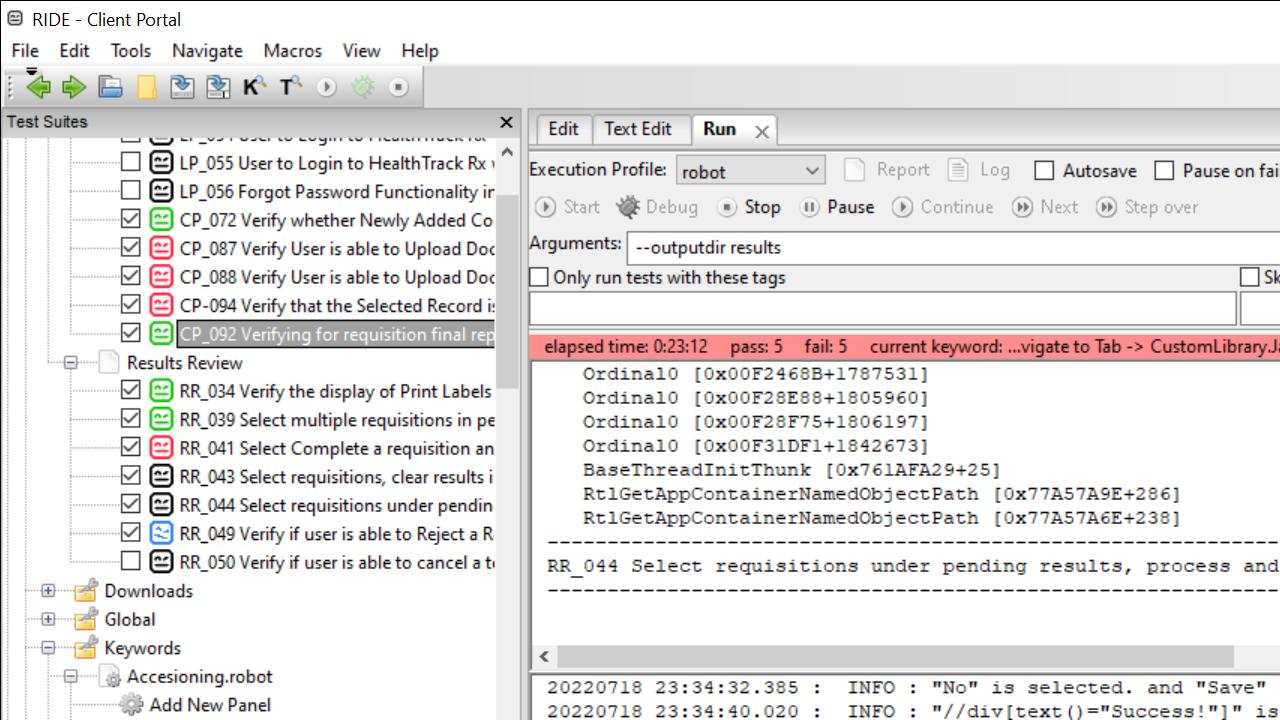 RIDE - Client Portal
File Edit Tools Navigate Macros View Help
K T
Test Suites
LP_055 User to Login to HealthTrack Rx
LP_056 Forgot Password Functionality in
CP_072 Verify whether Newly Added Co
CP_087 Verify User is able to Upload Doc
CP_088 Verify User is able to Upload Doc
CP-094 Verify that the Selected Record is
CP_092 Verifying for requisition final rep
Results Review
RR_034 Verify the display of Print Labels
RR_039 Select multiple requisitions in pe
RR_041 Select Complete a requisition an
RR_043 Select requisitions, clear results i
RR_044 Select requisitions under pendin
RR_049 Verify if user is able to Reject a R
RR_050 Verify if user is able to cancel a te
Downloads
Global
Keywords
Accesioning.robot
Add New Panel
Edit Text Edit Run
Execution Profile: robot Report Log Autosave Pause on fai
Start Debug Stop Pause Continue Next Step over
Arguments: --outputdir results
Only run tests with these tags Sk
elapsed time: 0:23:12 pass: 5 fail: 5 current keyword: ...vigate to Tab -> CustomLibrary.Ja
Ordinal0 [0x00F2468B+1787531]
Ordinal0 [0x00F28E88+1805960]
Ordinal0 [0x00F28F75+1806197]
Ordinal0 [0x00F31DF1+1842673]
BaseThreadInitThunk [0x761AFA29+25]
RtlGetAppContainerNamedObjectPath [0x77A57A9E+286]
RtlGetAppContainerNamedObjectPath [0x77A57A6E+238]
RR_044 Select requisitions under pending results, process and
20220718 23:34:32.385 : INFO : "No" is selected. and "Save"
20220718 23:34:40.020 : INFO : "//div[text()="Success!"]" is